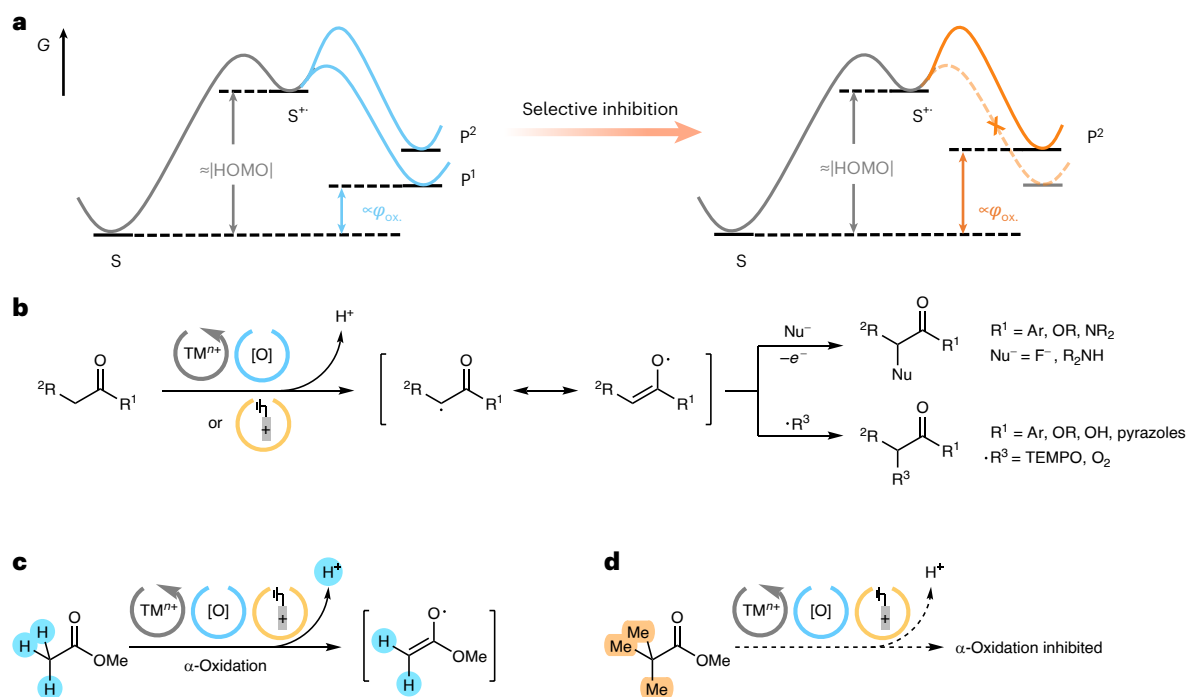 a
G
S
S⁺·
≈|HOMO|
∝φox.
P²
P¹
Selective inhibition
S
S⁺·
≈|HOMO|
∝φox.
P²
b
²R
O
R¹
TMⁿ⁺
[O]
or
+
H⁺
²R
·
O
R¹
²R
O·
R¹
Nu⁻
−e⁻
·R³
²R
O
R¹
Nu
R¹ = Ar, OR, NR₂
Nu⁻ = F⁻, R₂NH
²R
O
R¹
R³
R¹ = Ar, OR, OH, pyrazoles
·R³ = TEMPO, O₂
c
H
H
H
O
OMe
TMⁿ⁺
[O]
+
H⁺
α-Oxidation
H
H
O·
OMe
d
Me
Me
Me
O
OMe
TMⁿ⁺
[O]
+
H⁺
α-Oxidation inhibited